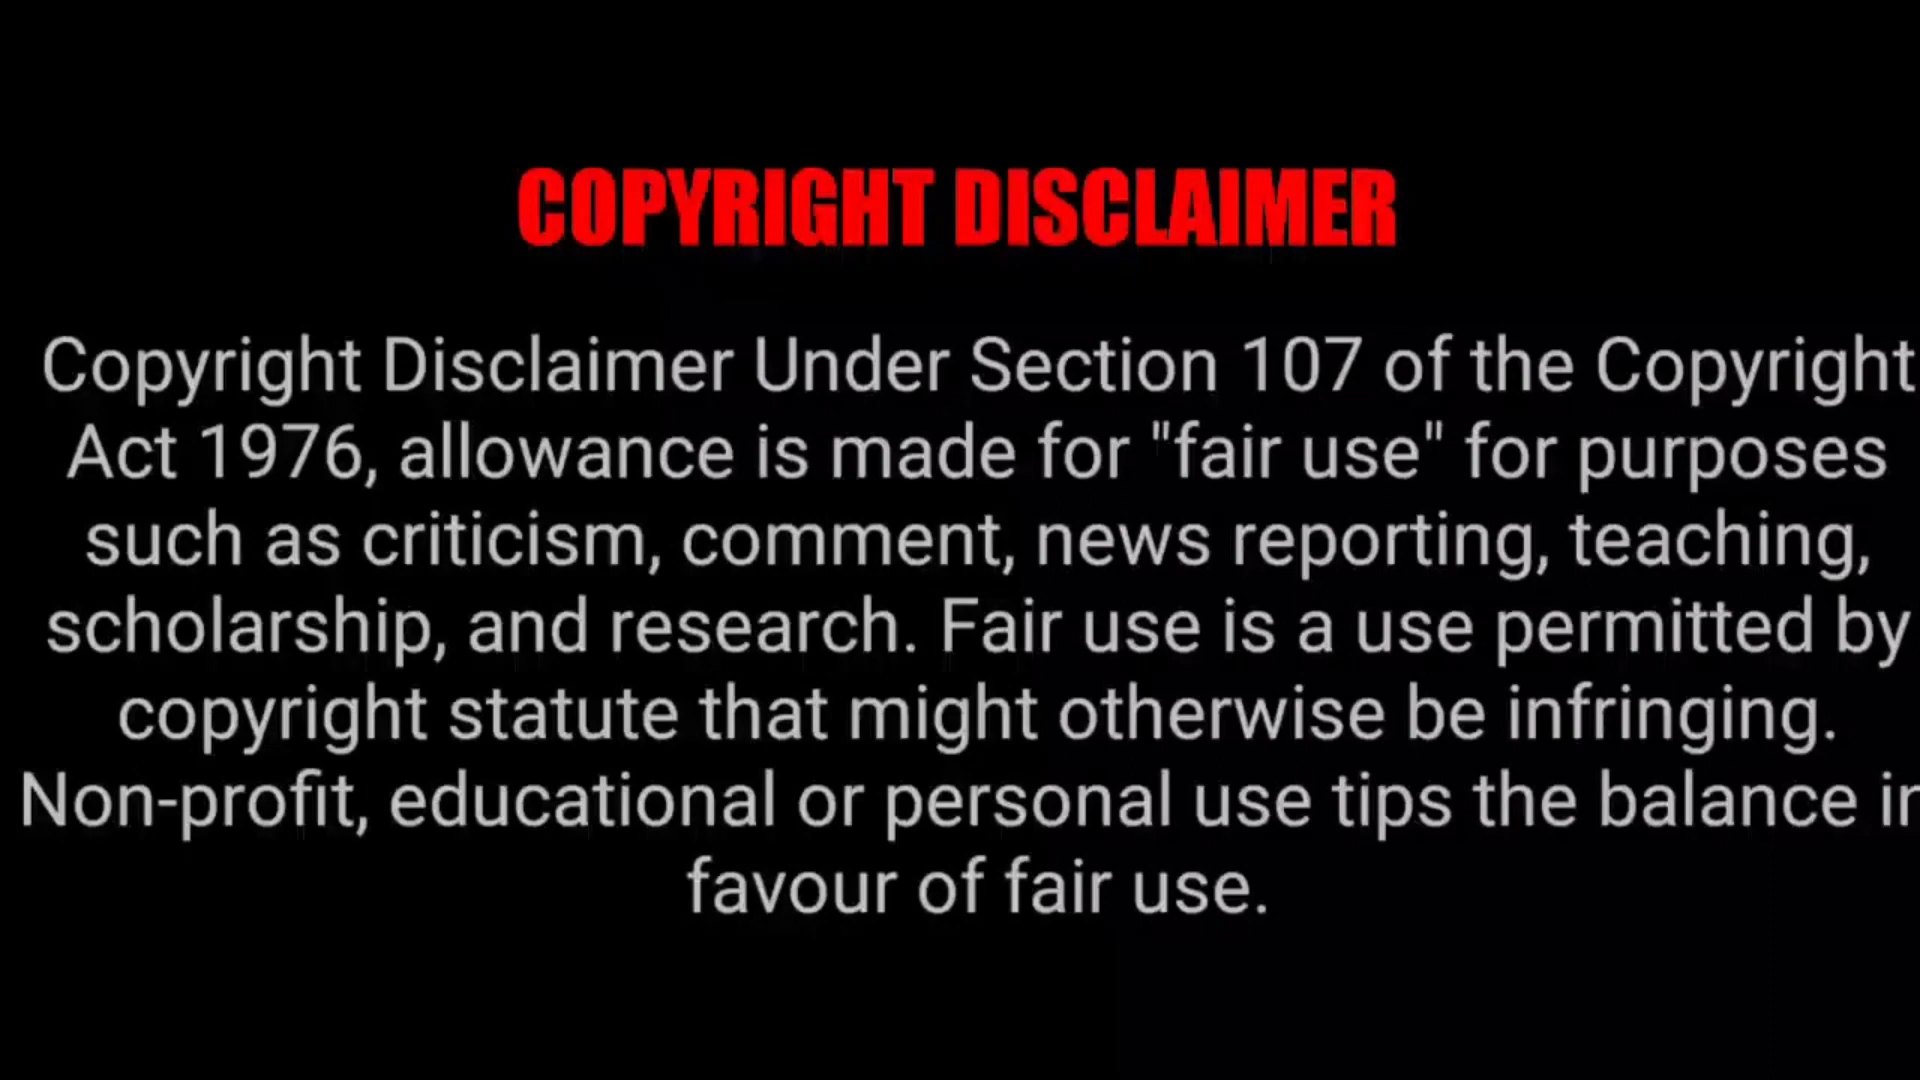 COPYRIGHT DISCLAIMER
Copyright Disclaimer Under Section 107 of the Copyright
Act 1976, allowance is made for "fair use" for purposes
such as criticism, comment, news reporting, teaching,
scholarship, and research. Fair use is a use permitted by
copyright statute that might otherwise be infringing.
Non-profit, educational or personal use tips the balance in
favour of fair use.